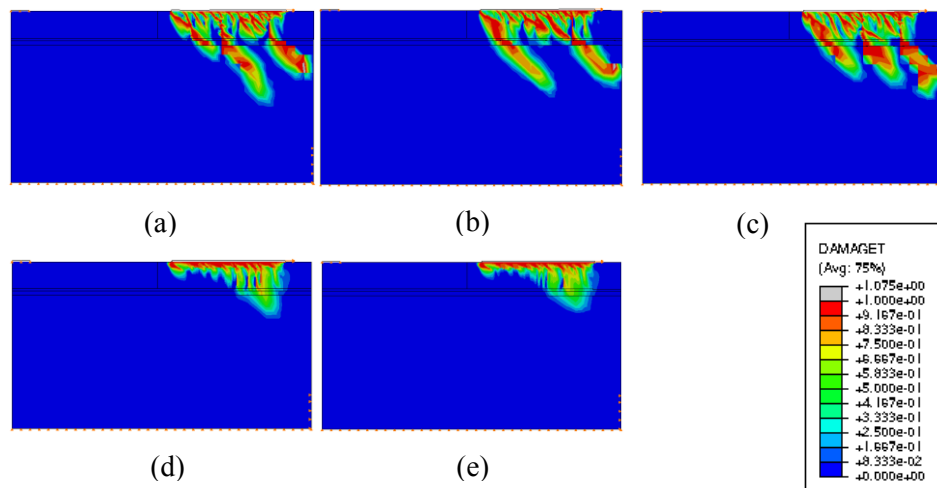 (a)
(b)
(c)
DAMAGET
(Avg: 75%)
+1.075e+00
+1.000e+00
+9.167e-01
+8.333e-01
+7.500e-01
+6.667e-01
+5.833e-01
+5.000e-01
+4.167e-01
+3.333e-01
+2.500e-01
+1.667e-01
+8.333e-02
+0.000e+00
(d)
(e)